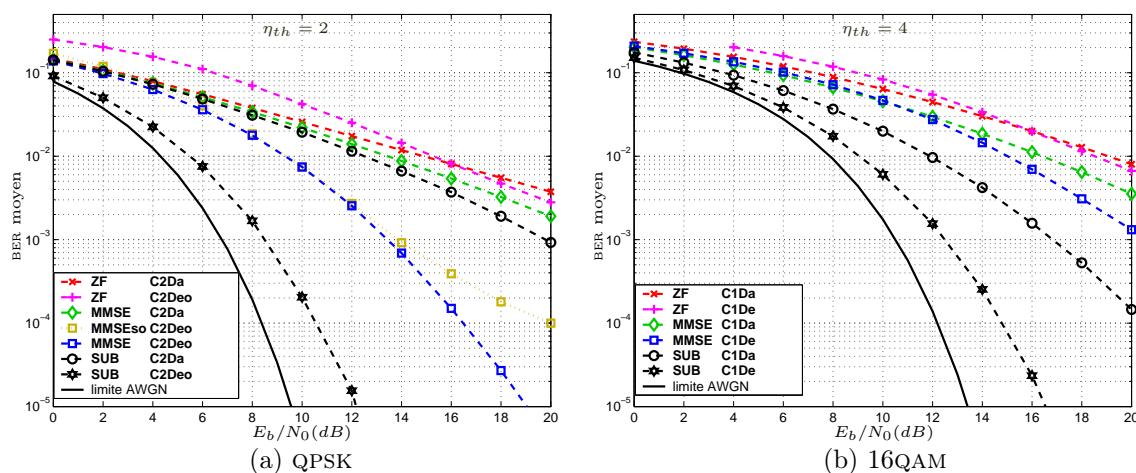 η_th = 2
10^-1
10^-2
10^-3
10^-4
10^-5
BER moyen
ZF C2Da
ZF C2Deo
MMSE C2Da
MMSEso C2Deo
MMSE C2Deo
SUB C2Da
SUB C2Deo
limite AWGN
0 2 4 6 8 10 12 14 16 18 20
E_b/N_0(dB)
(a) QPSK
η_th = 4
10^-1
10^-2
10^-3
10^-4
10^-5
BER moyen
ZF C1Da
ZF C1De
MMSE C1Da
MMSE C1De
SUB C1Da
SUB C1De
limite AWGN
0 2 4 6 8 10 12 14 16 18 20
E_b/N_0(dB)
(b) 16QAM